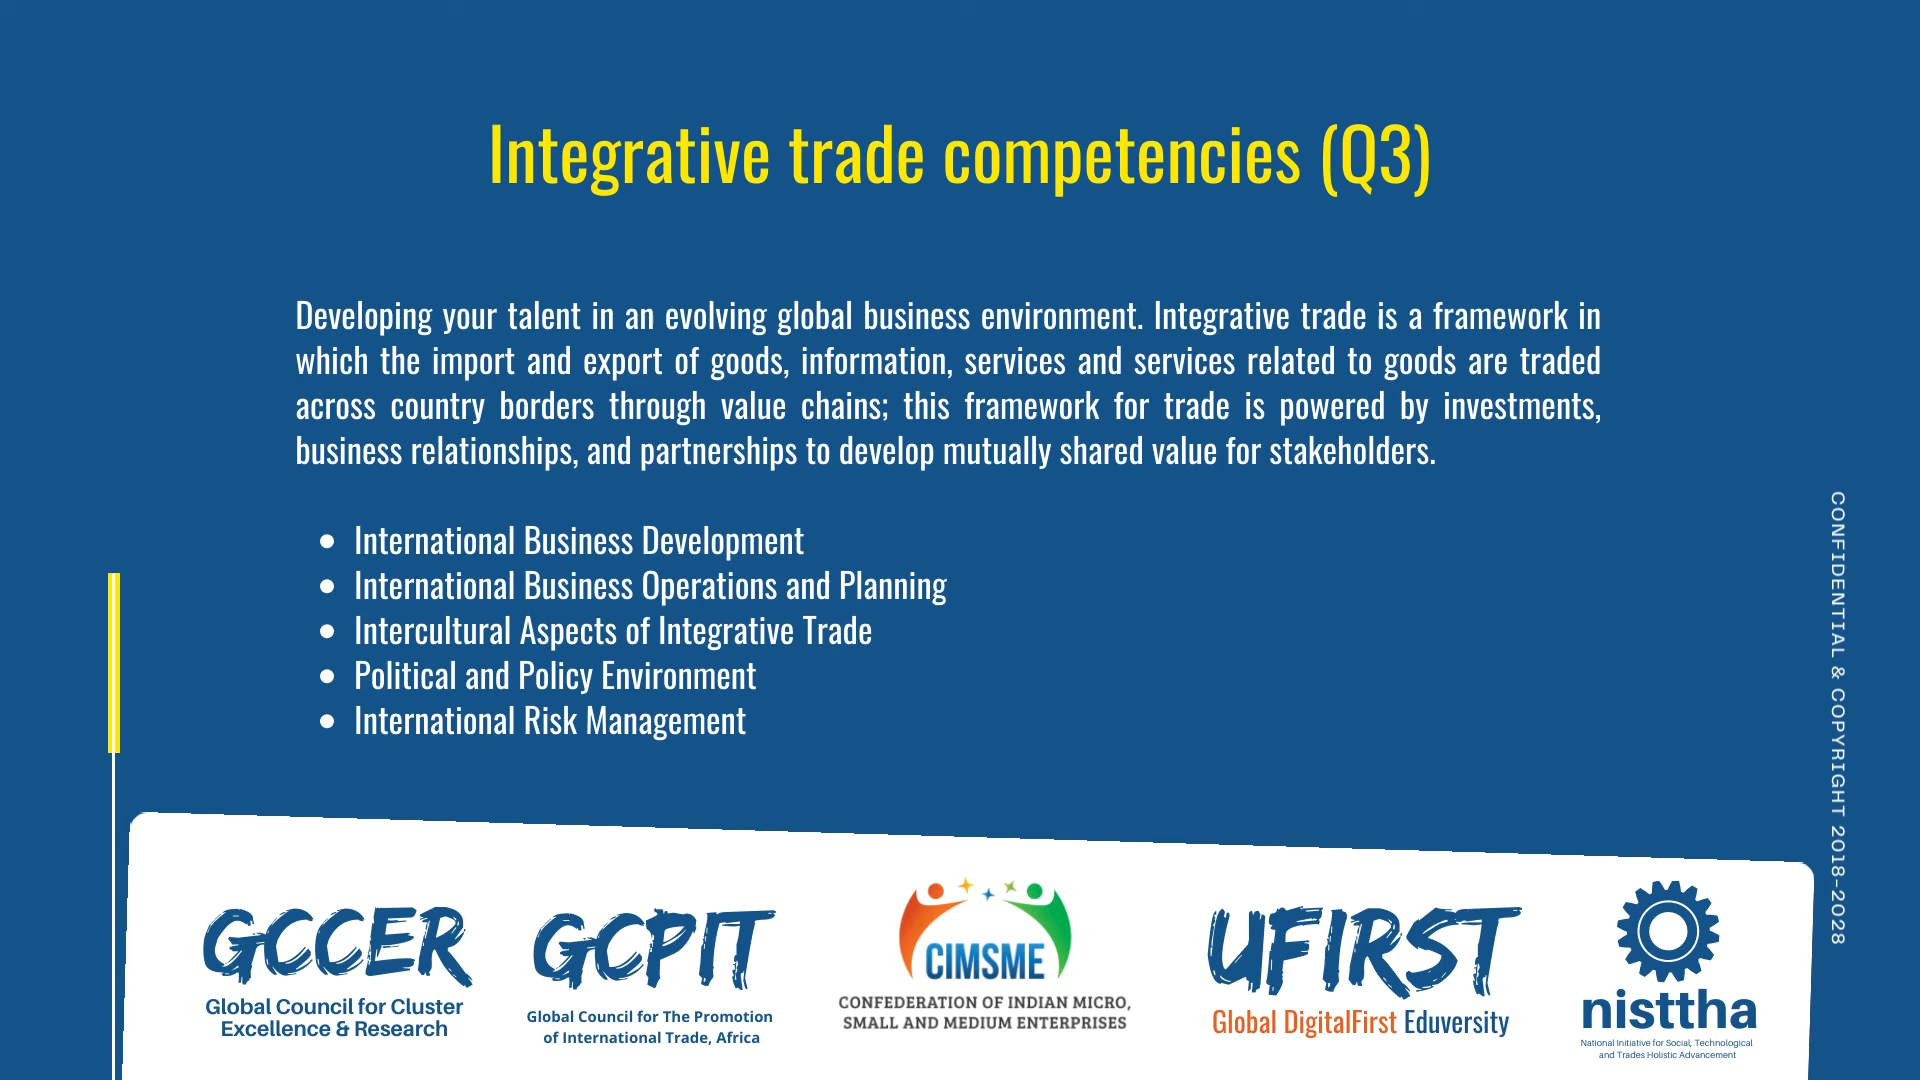 Integrative trade competencies (Q3)
Developing your talent in an evolving global business environment. Integrative trade is a framework in
which the import and export of goods, information, services and services related to goods are traded
across country borders through value chains; this framework for trade is powered by investments,
business relationships, and partnerships to develop mutually shared value for stakeholders.
• International Business Development
• International Business Operations and Planning
• Intercultural Aspects of Integrative Trade
• Political and Policy Environment
• International Risk Management
CONFIDENTIAL & COPYRIGHT 2018-2028
GCCER
Global Council for Cluster
Excellence & Research
GCPIT
Global Council for The Promotion
of International Trade, Africa
CIMSME
CONFEDERATION OF INDIAN MICRO,
SMALL AND MEDIUM ENTERPRISES
UFIRST
Global DigitalFirst Eduversity
nisttha
National Initiative for Social, Technological
and Trades Holistic Advancement